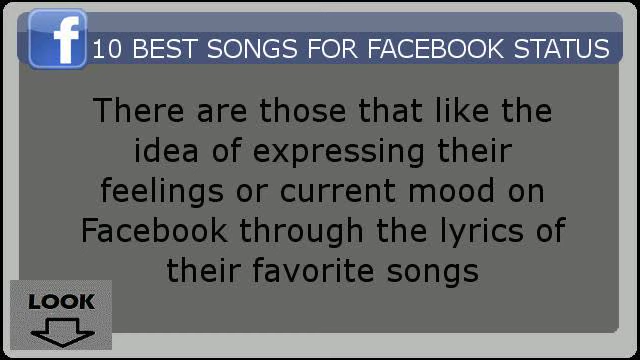 f 10 BEST SONGS FOR FACEBOOK STATUS
There are those that like the
idea of expressing their
feelings or current mood on
Facebook through the lyrics of
their favorite songs
LOOK